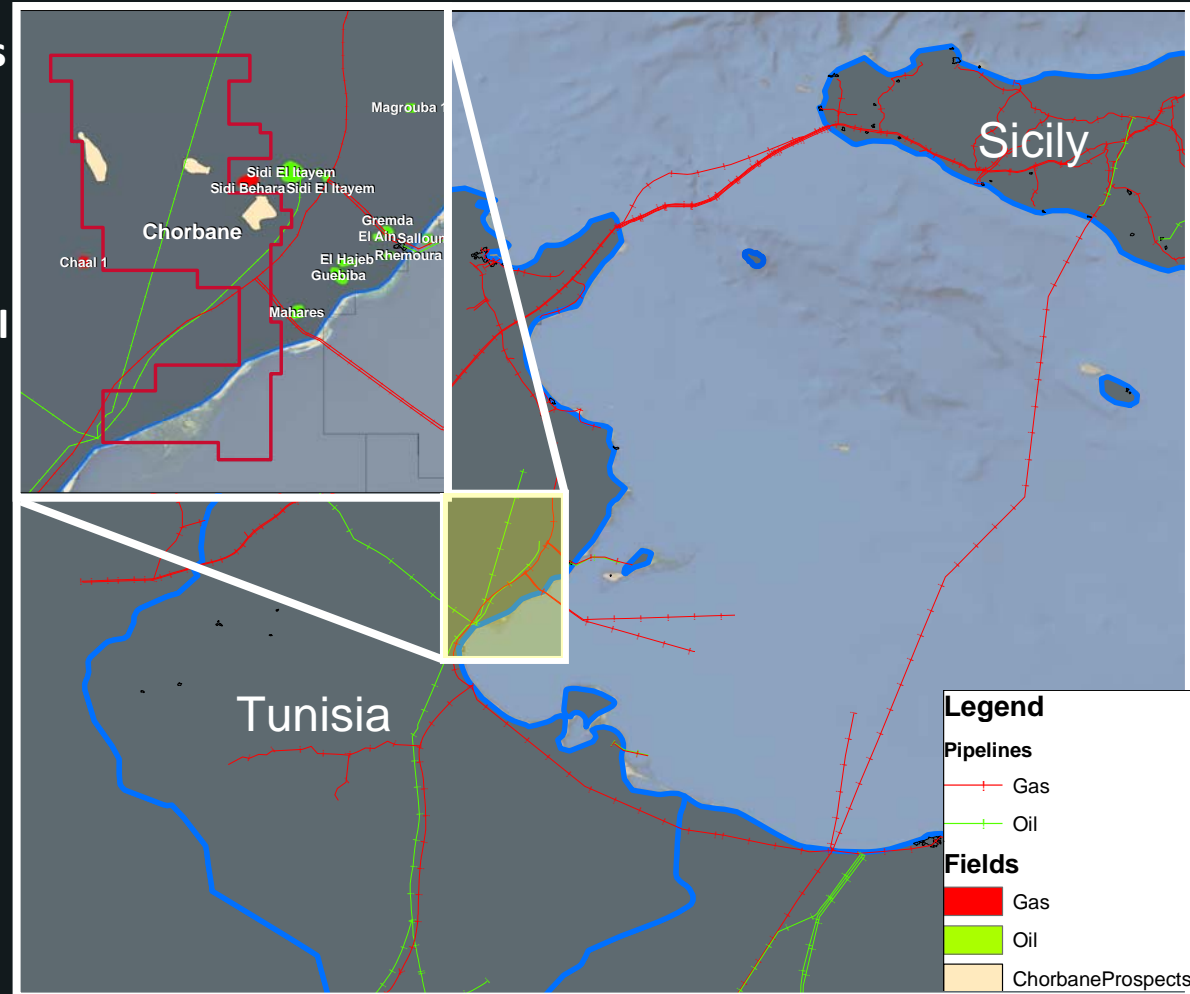 s
l
Magrouba 1
Sidi El Itayem
Sidi Behara Sidi El Itayem
Chorbane
Gremda
El Ain Sallour
El Hajeb Rhemoura
Guebiba
Chaal 1
Mahares
Sicily
Tunisia
Legend
Pipelines
Gas
Oil
Fields
Gas
Oil
ChorbaneProspects